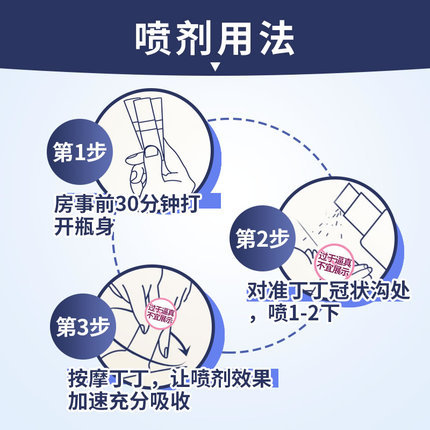 喷剂用法
第1步
房事前30分钟打
开瓶身
第2步
过于逼真
不宜展示
对准丁丁冠状沟处
，喷1-2下
第3步
过于逼真
不宜展示
按摩丁丁，让喷剂效果
加速充分吸收